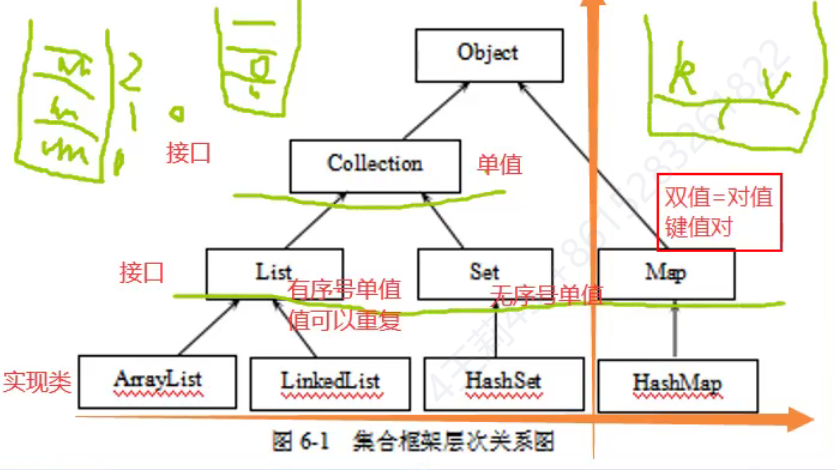 Object
2
1
k v
接口
Collection
单值
双值=对值
键值对
接口
List
Set
Map
有序号单值
值可以重复
无序号单值
实现类
ArrayList
LinkedList
HashSet
HashMap
图 6-1 集合框架层次关系图